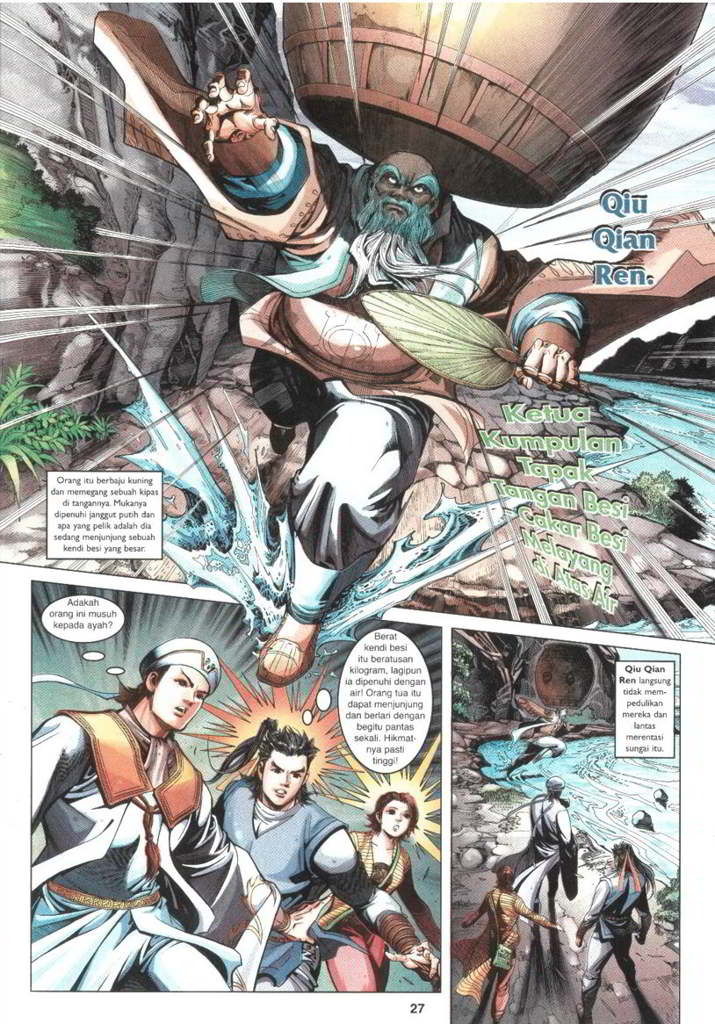 Qiu
Qian
Ren.
Ketua
Kumpulan
Tapak
Tangan Besi
Cakar Besi
Melayang
di Atas Air
Orang itu berbaju kuning
dan memegang sebuah kipas
di tangannya. Mukanya
dipenuhi janggut putih dan
apa yang pelik adalah dia
sedang menjunjung sebuah
kendi besi yang besar.
Adakah
orang ini musuh
kepada ayah?
Berat
kendi besi
itu beratusan
kilogram, lagipun
ia dipenuhi dengan
air! Orang tua itu
dapat menjunjung
dan berlari dengan
begitu pantas
sekali. Hikmat-
nya pasti
tinggi!
Qiu Qian
Ren langsung
tidak mem-
pedulikan
mereka dan
lantas
merentasi
sungai itu.
27